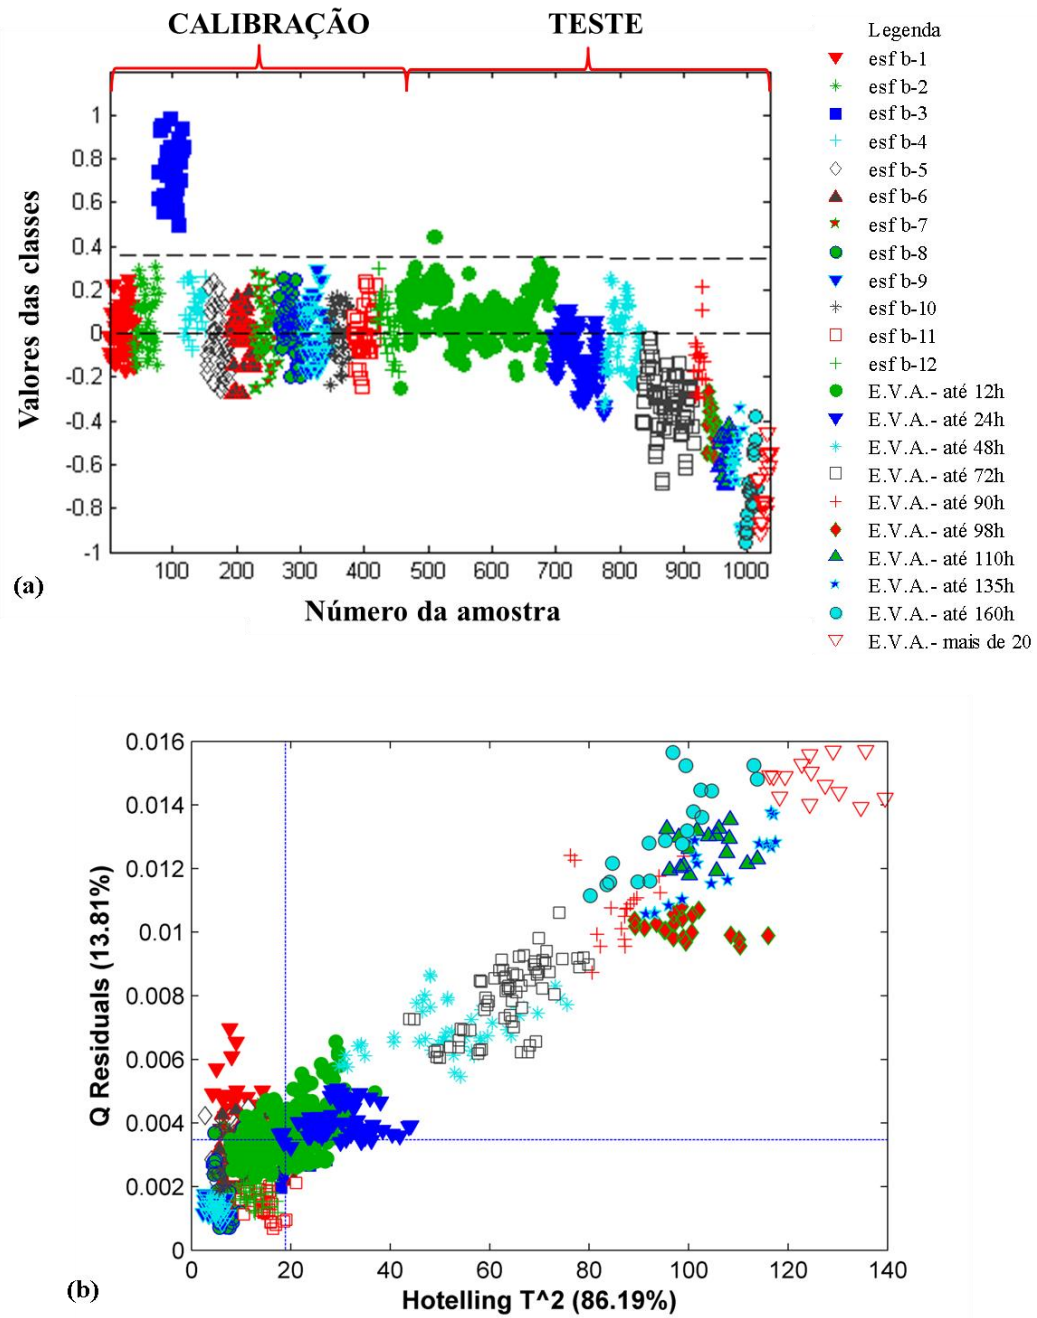 CALIBRAÇÃO
TESTE
Legenda
esf b-1
esf b-2
esf b-3
esf b-4
esf b-5
esf b-6
esf b-7
esf b-8
esf b-9
esf b-10
esf b-11
esf b-12
E.V.A.- até 12h
E.V.A.- até 24h
E.V.A.- até 48h
E.V.A.- até 72h
E.V.A.- até 90h
E.V.A.- até 98h
E.V.A.- até 110h
E.V.A.- até 135h
E.V.A.- até 160h
E.V.A.- mais de 20
Valores das classes
1
0.8
0.6
0.4
0.2
0
-0.2
-0.4
-0.6
-0.8
-1
100 200 300 400 500 600 700 800 900 1000
Número da amostra
(a)
Q Residuals (13.81%)
0.016
0.014
0.012
0.01
0.008
0.006
0.004
0.002
0
0 20 40 60 80 100 120 140
Hotelling T^2 (86.19%)
(b)